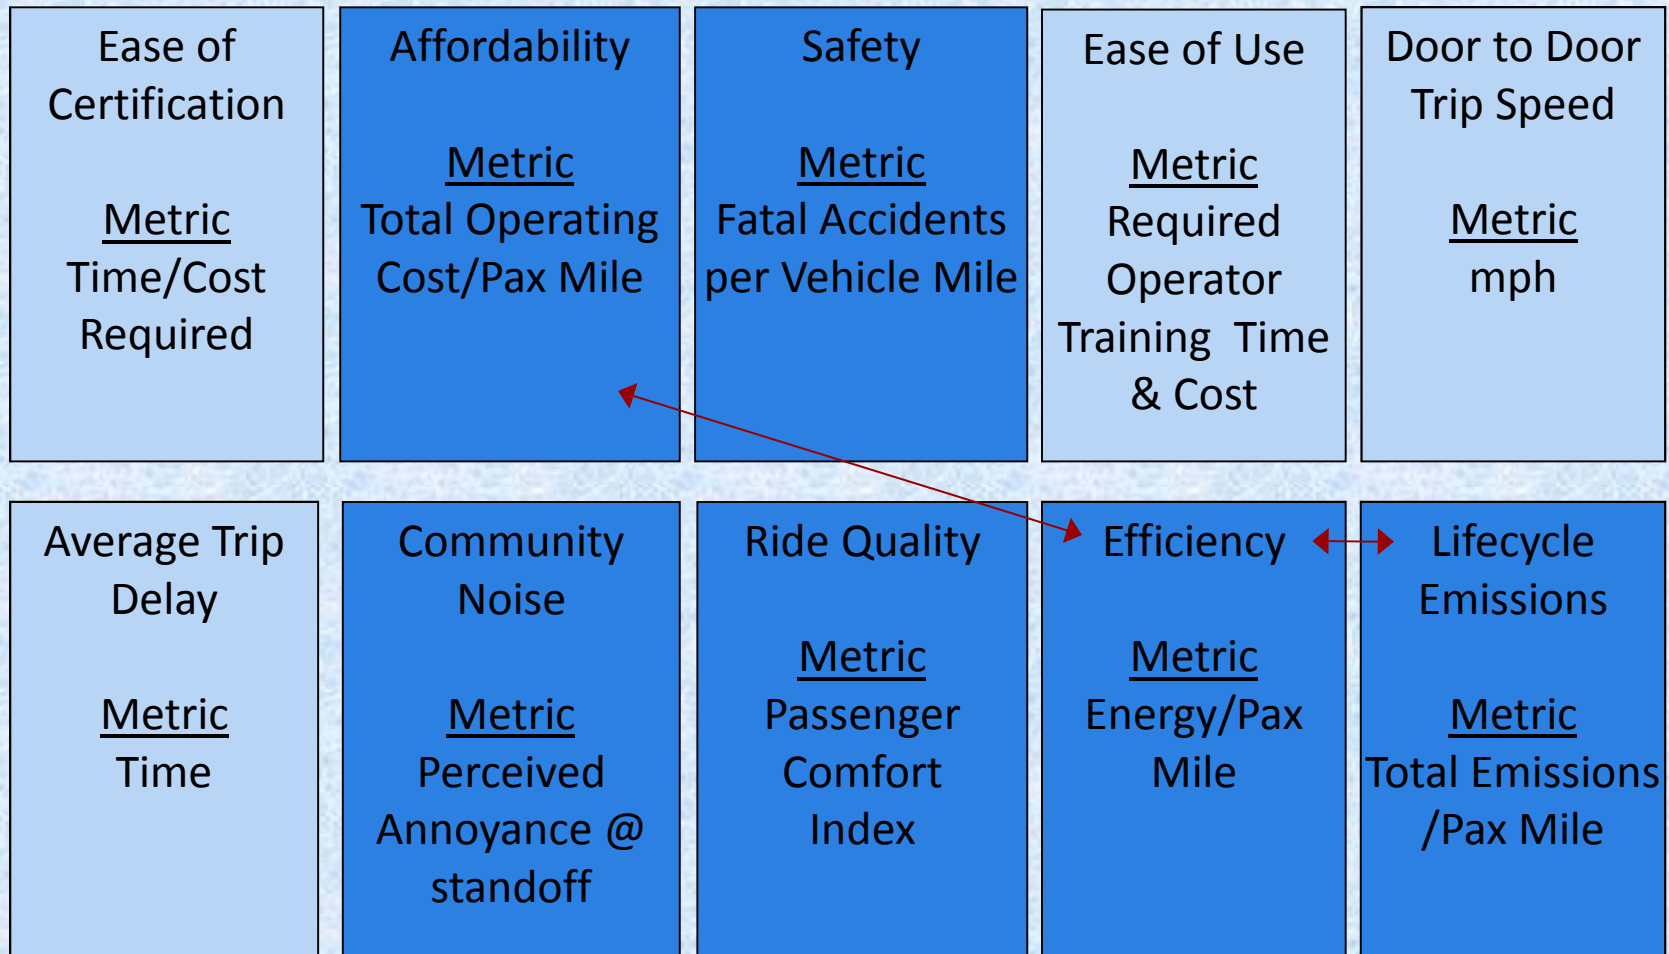 Ease of
Certification
Metric
Time/Cost
Required
Affordability
Metric
Total Operating
Cost/Pax Mile
Safety
Metric
Fatal Accidents
per Vehicle Mile
Ease of Use
Metric
Required
Operator
Training Time
& Cost
Door to Door
Trip Speed
Metric
mph
Average Trip
Delay
Metric
Time
Community
Noise
Metric
Perceived
Annoyance @
standoff
Ride Quality
Metric
Passenger
Comfort
Index
Efficiency
Metric
Energy/Pax
Mile
Lifecycle
Emissions
Metric
Total Emissions
/Pax Mile